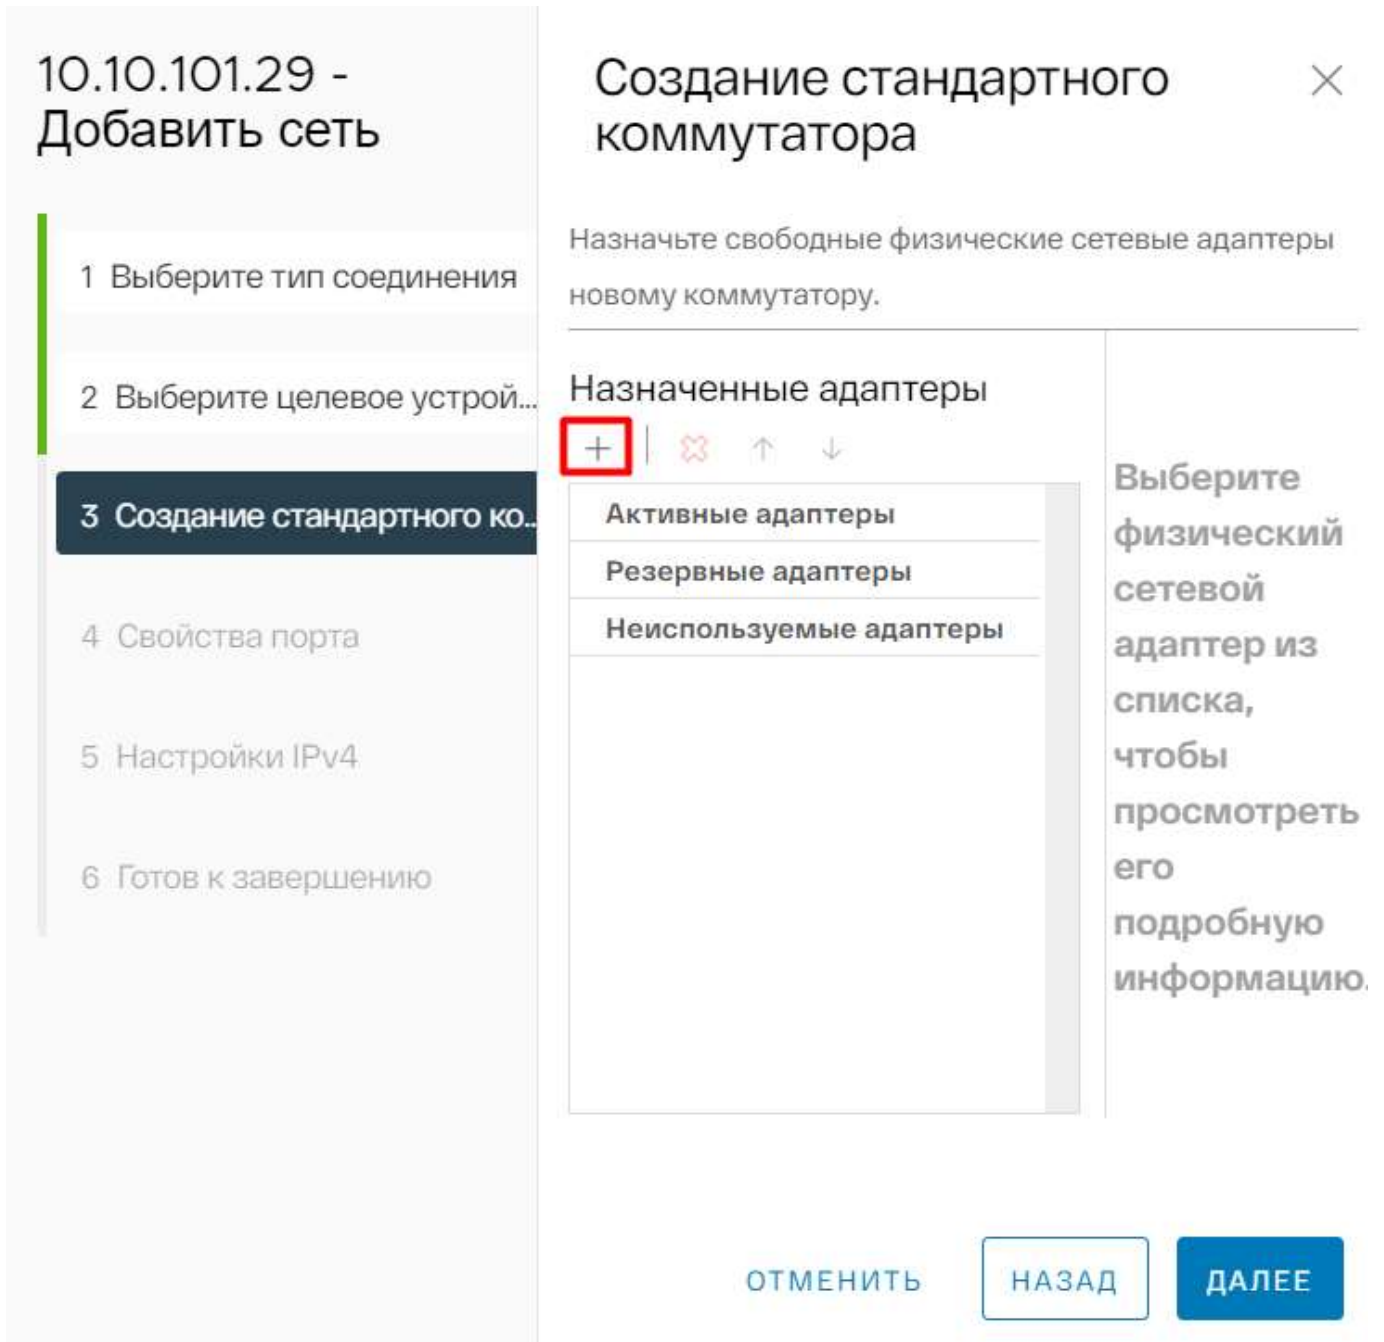 10.10.101.29 -
Добавить сеть
1 Выберите тип соединения
2 Выберите целевое устрой...
3 Создание стандартного ко...
4 Свойства порта
5 Настройки IPv4
6 Готов к завершению
Создание стандартного
коммутатора
Назначьте свободные физические сетевые адаптеры
новому коммутатору.
Назначенные адаптеры
Активные адаптеры
Резервные адаптеры
Неиспользуемые адаптеры
Выберите
физический
сетевой
адаптер из
списка,
чтобы
просмотреть
его
подробную
информацию.
ОТМЕНИТЬ
НАЗАД
ДАЛЕЕ